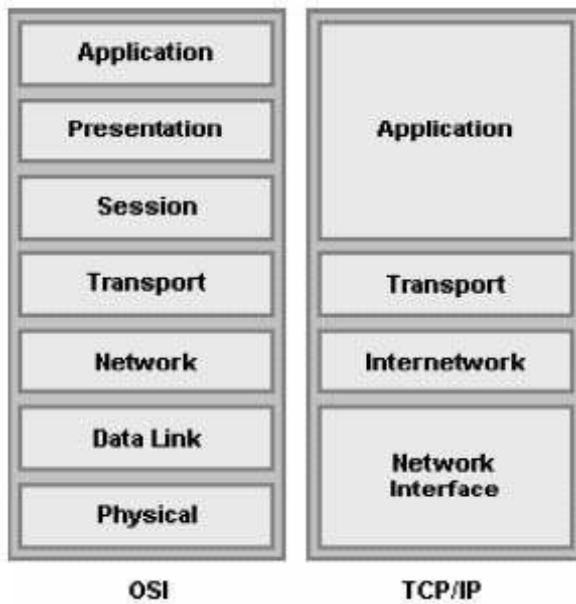 Application
Presentation
Session
Transport
Network
Data Link
Physical
OSI
Application
Transport
Internetwork
Network
Interface
TCP/IP